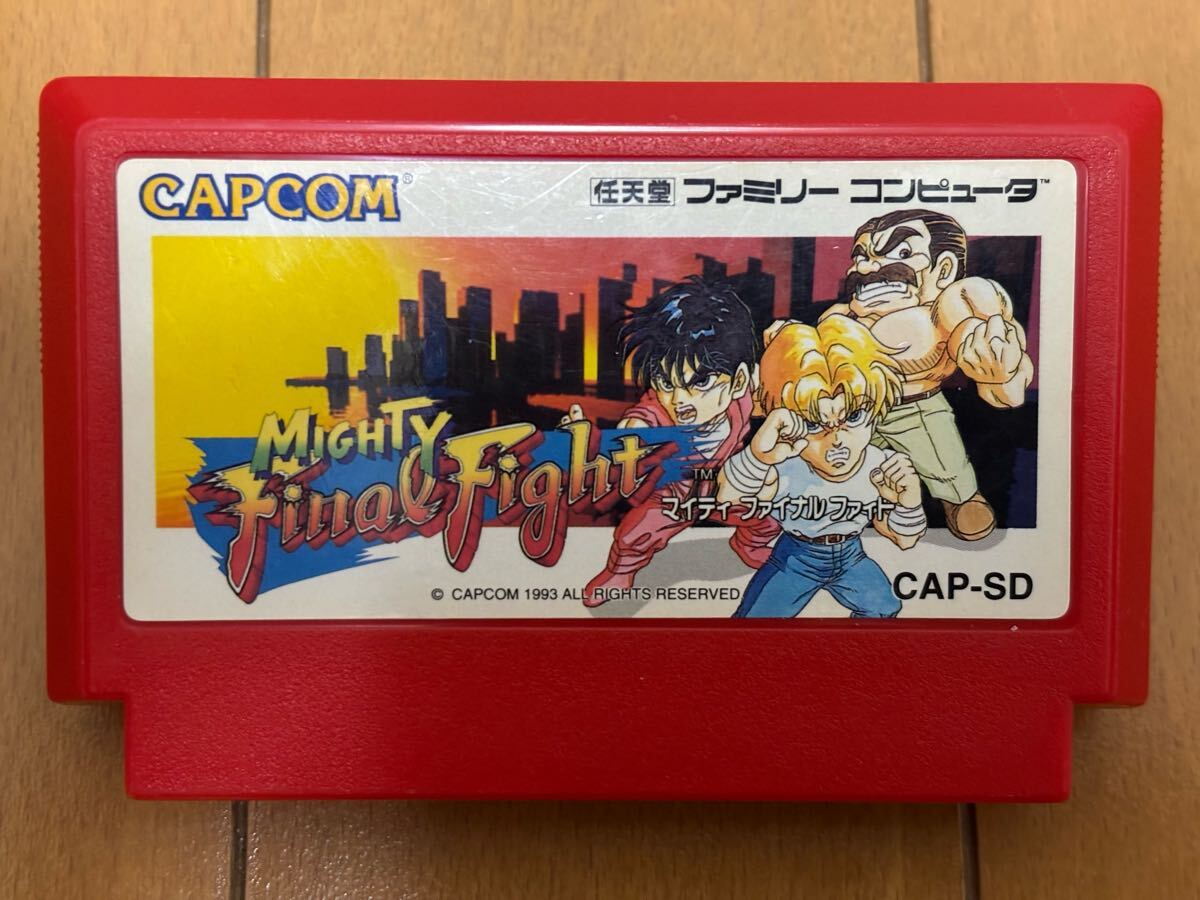 CAPCOM®
任天堂 ファミリー コンピュータ™
MIGHTY
Final Fight™
マイティ ファイナル ファイト
© CAPCOM 1993 ALL RIGHTS RESERVED
CAP-SD